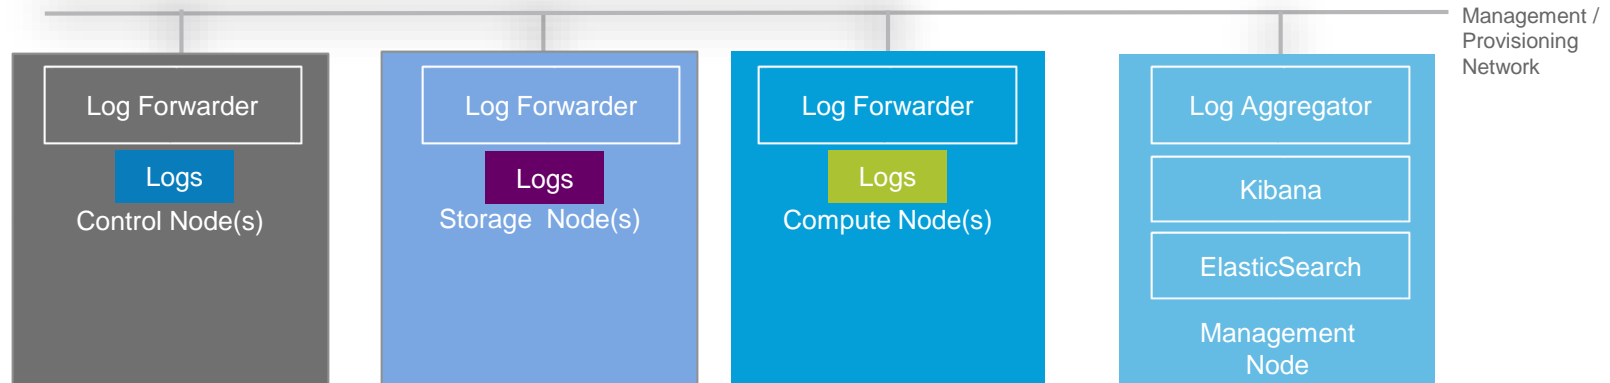 Management /
Provisioning
Network
Log Forwarder
Logs
Control Node(s)
Log Forwarder
Logs
Storage Node(s)
Log Forwarder
Logs
Compute Node(s)
Log Aggregator
Kibana
ElasticSearch
Management
Node